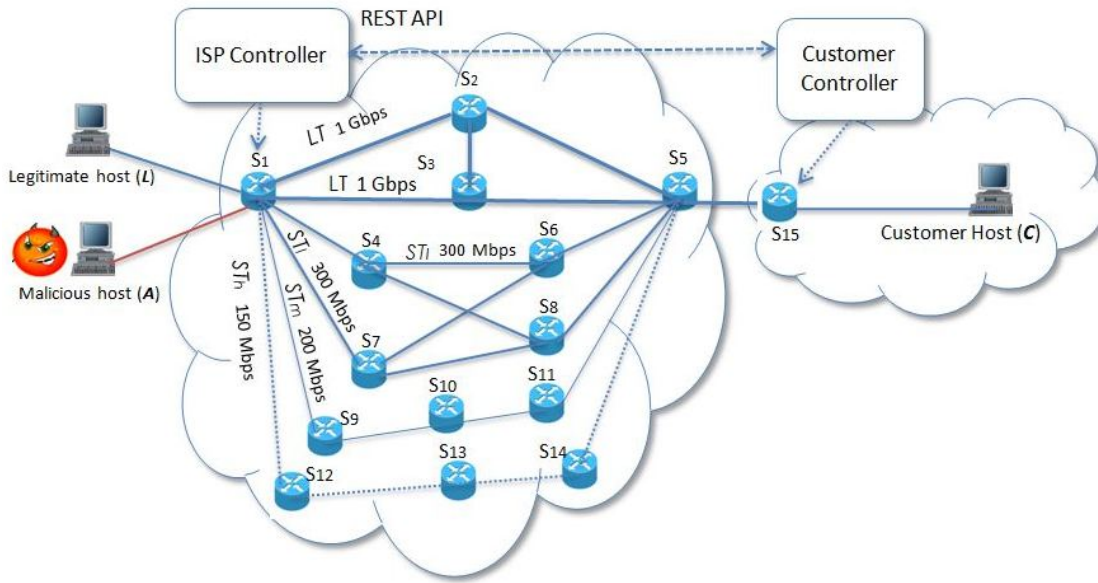 REST API
ISP Controller
Customer
Controller
S2
LT 1 Gbps
S1
S3
LT 1 Gbps
S5
Legitimate host (L)
S15
Customer Host (C)
S4
S6
STl 300 Mbps
STl 300 Mbps
Malicious host (A)
STh 150 Mbps
STm 200 Mbps
S7
S8
S9
S10
S11
S12
S13
S14